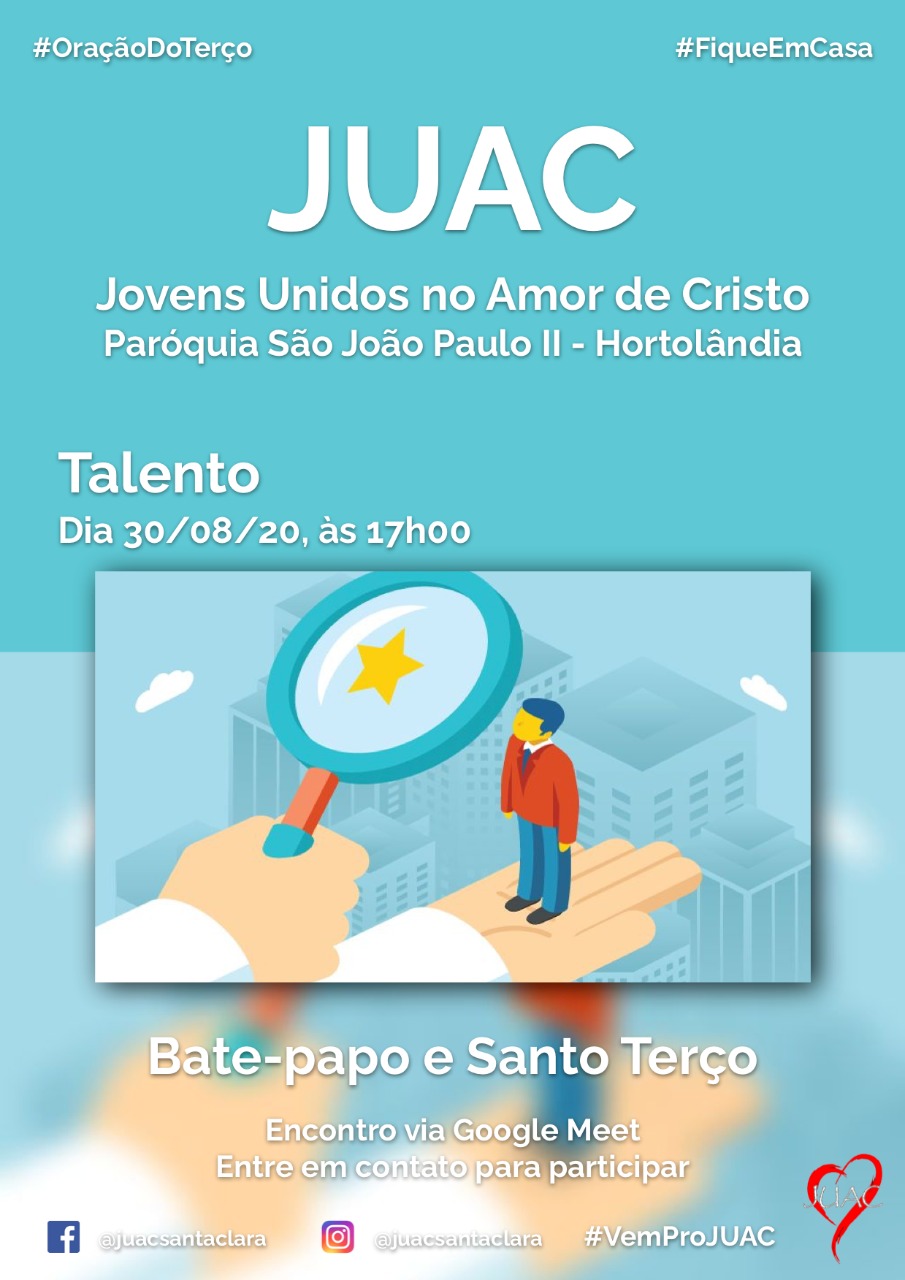 #OraçãoDoTerço
#FiqueEmCasa
JUAC
Jovens Unidos no Amor de Cristo
Paróquia São João Paulo II - Hortolândia
Talento
Dia 30/08/20, às 17h00
Bate-papo e Santo Terço
Encontro via Google Meet
Entre em contato para participar
JUAC
@juacsantaclara
@juacsantaclara
#VemProJUAC